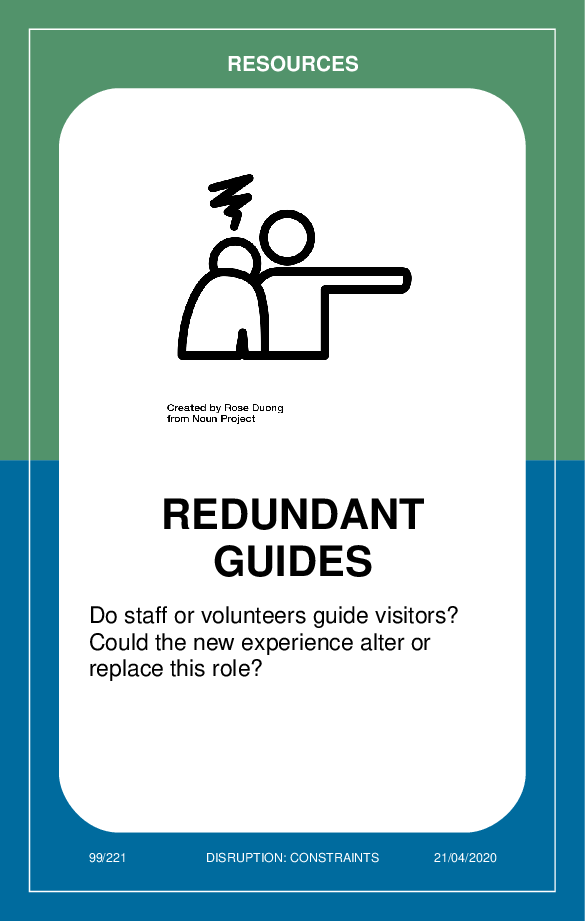 RESOURCES
Created by Rose Duong
from Noun Project
REDUNDANT
GUIDES
Do staff or volunteers guide visitors?
Could the new experience alter or
replace this role?
99/221
DISRUPTION: CONSTRAINTS
21/04/2020